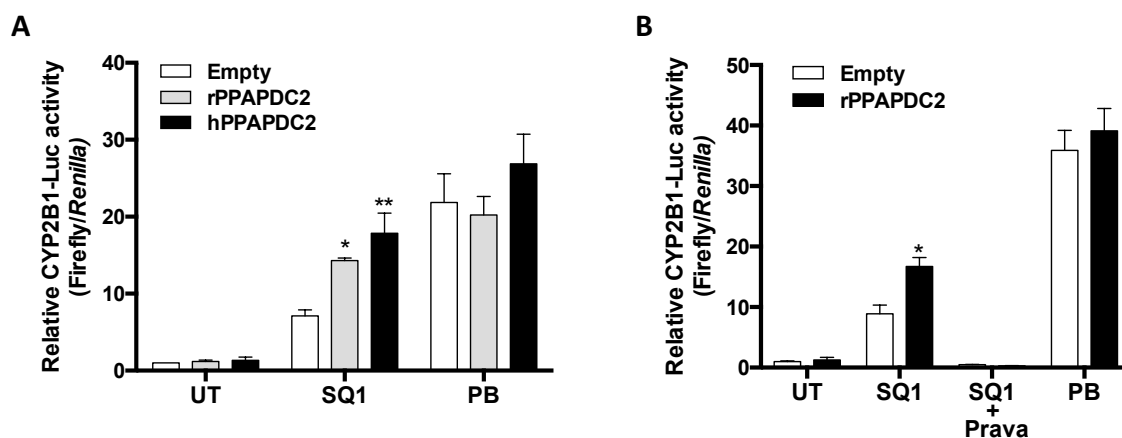 A
Relative CYP2B1-Luc activity
(Firefly/Renilla)
40
30
20
10
0
Empty
rPPAPDC2
hPPAPDC2
*
**
UT
SQ1
PB
B
Relative CYP2B1-Luc activity
(Firefly/Renilla)
50
40
30
20
10
0
Empty
rPPAPDC2
*
UT
SQ1
SQ1
+
Prava
PB